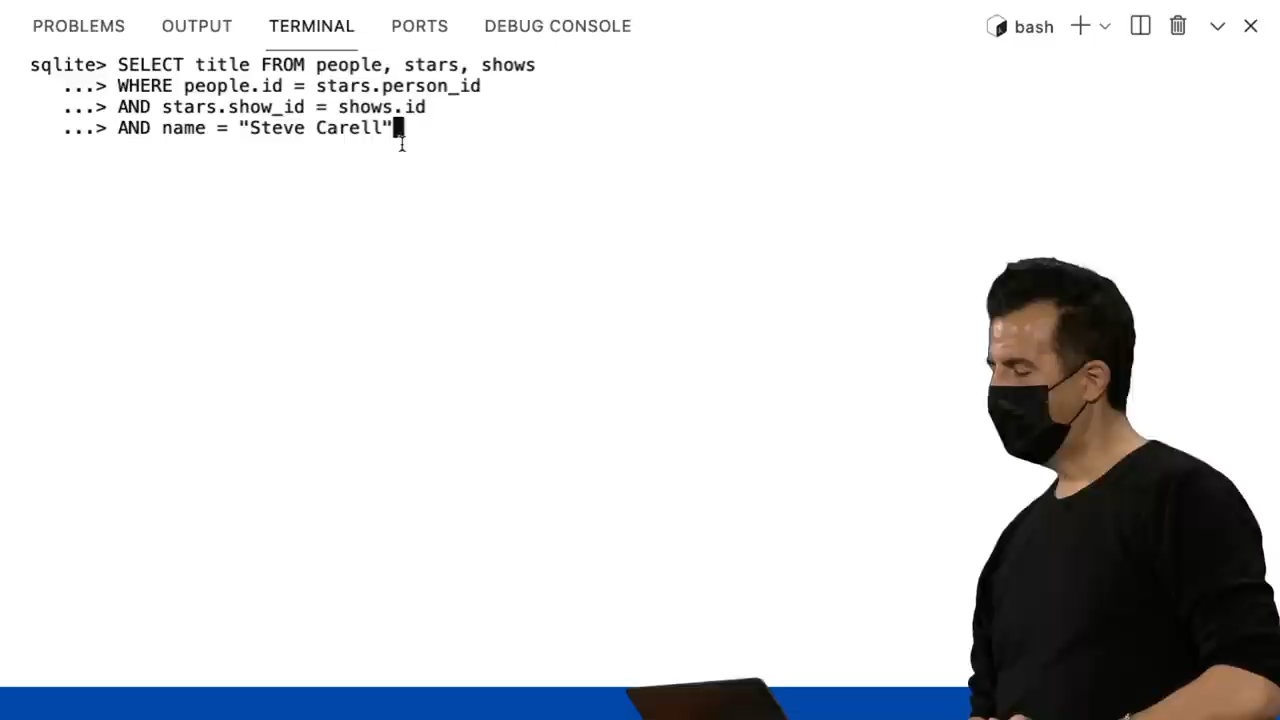 PROBLEMS OUTPUT TERMINAL PORTS DEBUG CONSOLE bash
sqlite> SELECT title FROM people, stars, shows
...> WHERE people.id = stars.person_id
...> AND stars.show_id = shows.id
...> AND name = "Steve Carell"